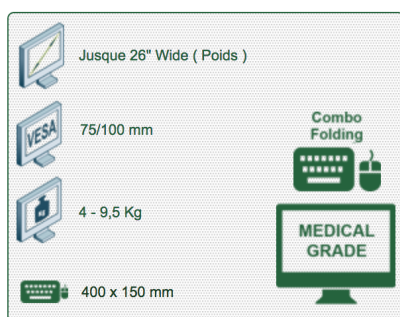 Jusque 26" Wide ( Poids )
VESA
75/100 mm
KG
4 - 9,5 Kg
400 x 150 mm
Combo
Folding
MEDICAL
GRADE